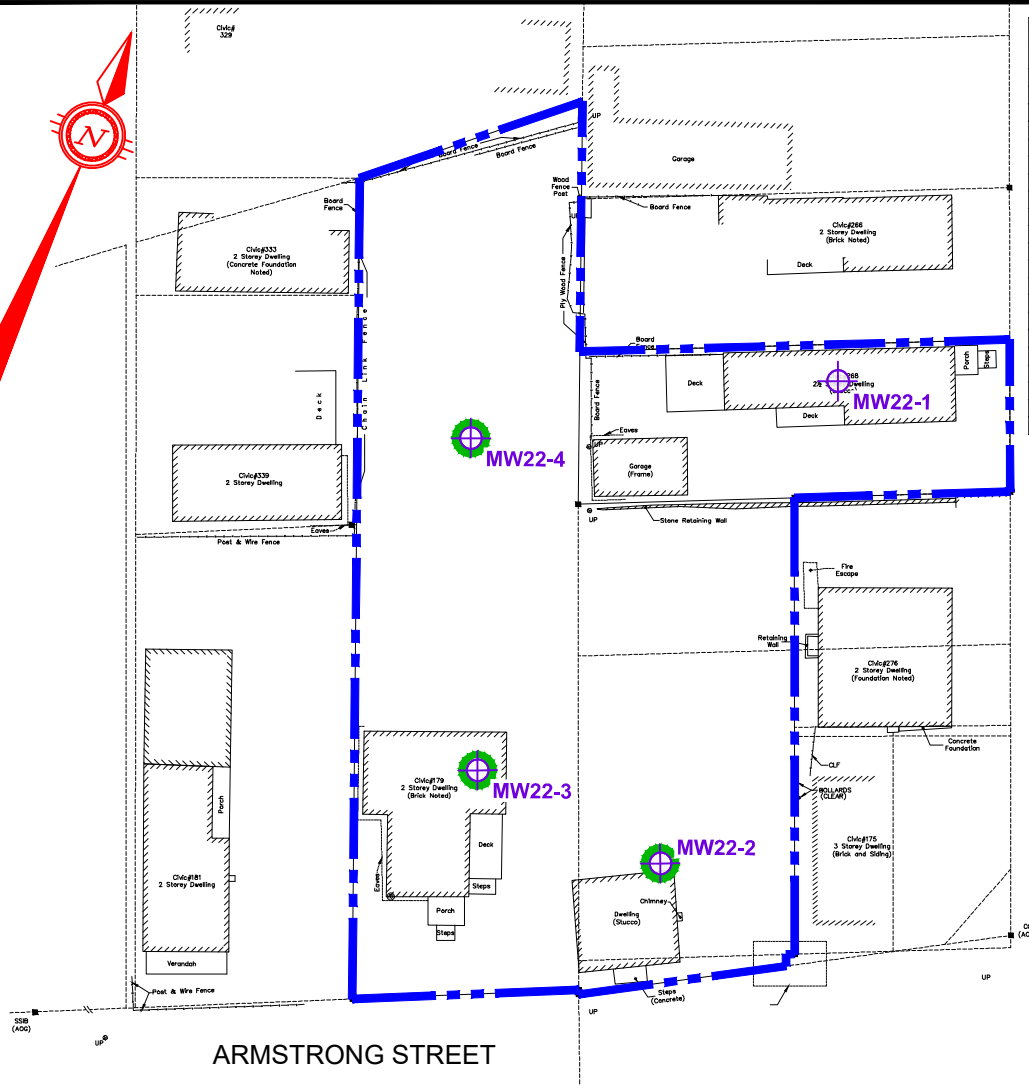 Civic#
329
N
UP
Board Fence
Board Fence
Garage
Wood
Fence
Post
Board
Fence
UP
Board Fence
Civic#333
2 Storey Dwelling
(Concrete Foundation
Noted)
Civic#266
2 Storey Dwelling
(Brick Noted)
Deck
Ply Wood Fence
Chain Link Fence
Board
Fence
Deck
Porch
Steps
268
Dwelling
MW22-1
Deck
Deck
Board Fence
Eaves
UP
MW22-4
Civic#339
2 Storey Dwelling
Garage
(Frame)
Eaves
UP
Stone Retaining Wall
Post & Wire Fence
Fire
Escape
Retaining
Wall
Civic#276
2 Storey Dwelling
(Foundation Noted)
Concrete
Foundation
CLF
Civic#179
2 Storey Dwelling
(Brick Noted)
MW22-3
BOLLARDS
(CLEAR)
Porch
Deck
MW22-2
Civic#175
3 Storey Dwelling
(Brick and Siding)
Civic#181
2 Storey Dwelling
Eaves
Steps
Chimney
Porch
Steps
Dwelling
(Stucco)
Verandah
Post & Wire Fence
Steps
(Concrete)
UP
UP
SSIB
(AOG)
UP
ARMSTRONG STREET